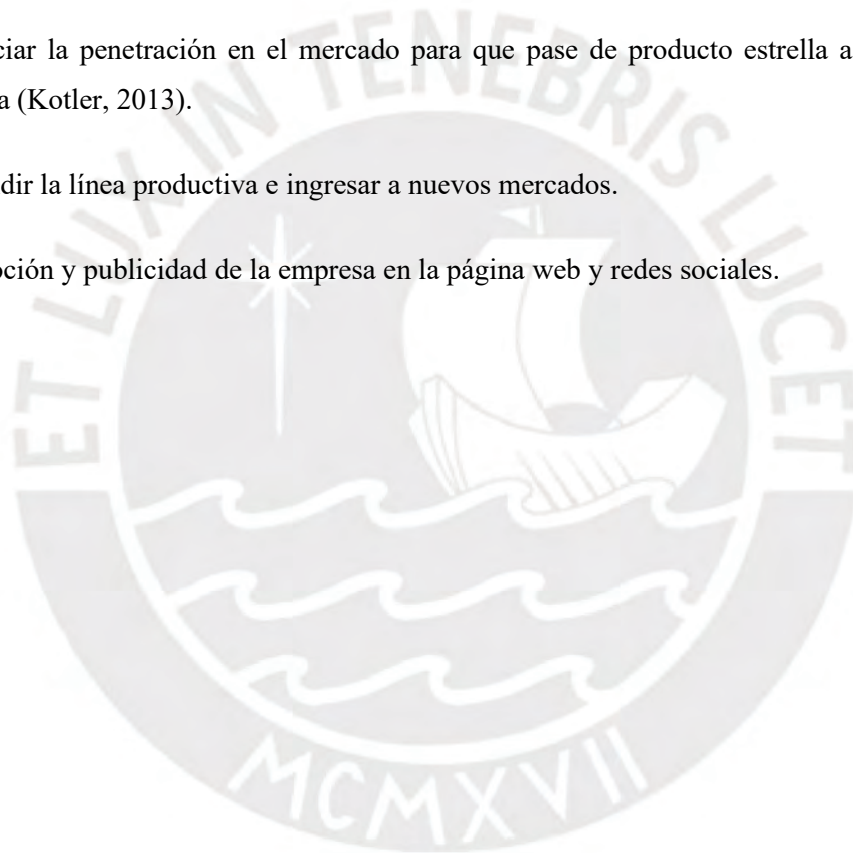 ciar la penetración en el mercado para que pase de producto estrella a
a (Kotler, 2013).
dir la línea productiva e ingresar a nuevos mercados.
oción y publicidad de la empresa en la página web y redes sociales.
ET LUX IN TENEBRIS LUCET
MCMXVII